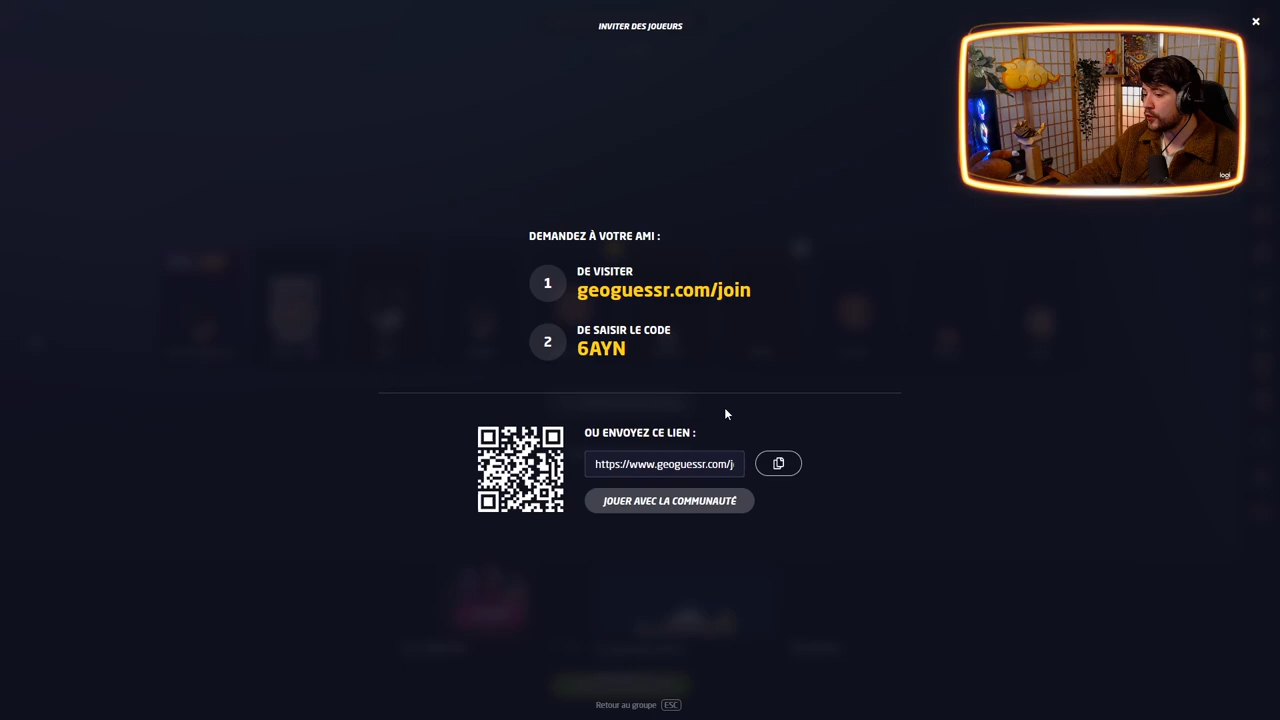 INVITER DES JOUEURS
logi
DEMANDEZ À VOTRE AMI :
1
DE VISITER
geoguessr.com/join
2
DE SAISIR LE CODE
6AYN
OU ENVOYEZ CE LIEN :
https://www.geoguessr.com/j
JOUER AVEC LA COMMUNAUTÉ
Retour au groupe ESC